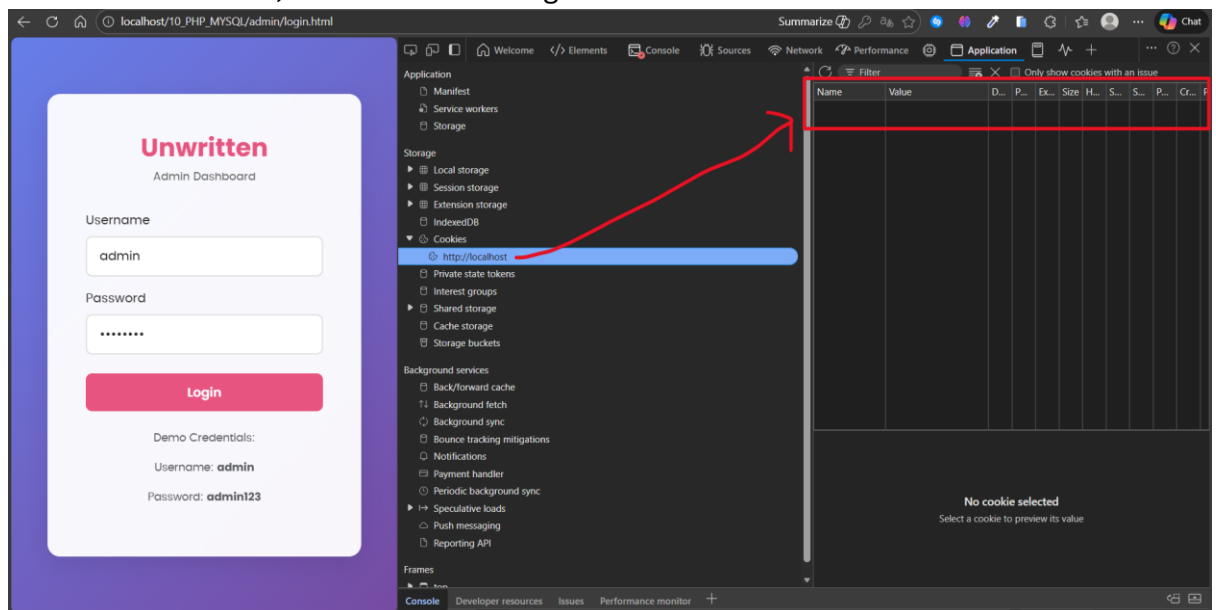 localhost/10_PHP_MYSQL/admin/login.html
Summarize
Chat
Unwritten
Admin Dashboard
Username
admin
Password
••••••••
Login
Demo Credentials:
Username: admin
Password: admin123
Welcome </> Elements Console Sources Network Performance Application
Application
Manifest
Service workers
Storage
Storage
Local storage
Session storage
Extension storage
IndexedDB
Cookies
http://localhost
Private state tokens
Interest groups
Shared storage
Cache storage
Storage buckets
Background services
Back/forward cache
Background fetch
Background sync
Bounce tracking mitigations
Notifications
Payment handler
Periodic background sync
Speculative loads
Push messaging
Reporting API
Frames
Filter
Only show cookies with an issue
Name Value D... P... Ex... Size H... S... S... P... Cr... P
No cookie selected
Select a cookie to preview its value
Console Developer resources Issues Performance monitor